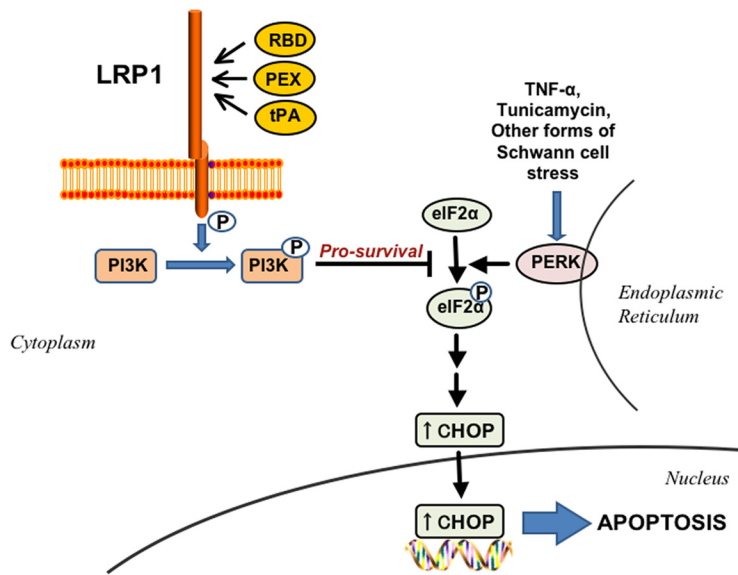 LRP1
RBD
PEX
tPA
TNF-α,
Tunicamycin,
Other forms of
Schwann cell
stress
P
PI3K
PI3K
P
Pro-survival
eIF2α
PERK
eIF2α
P
Endoplasmic
Reticulum
Cytoplasm
↑ CHOP
Nucleus
↑ CHOP
APOPTOSIS